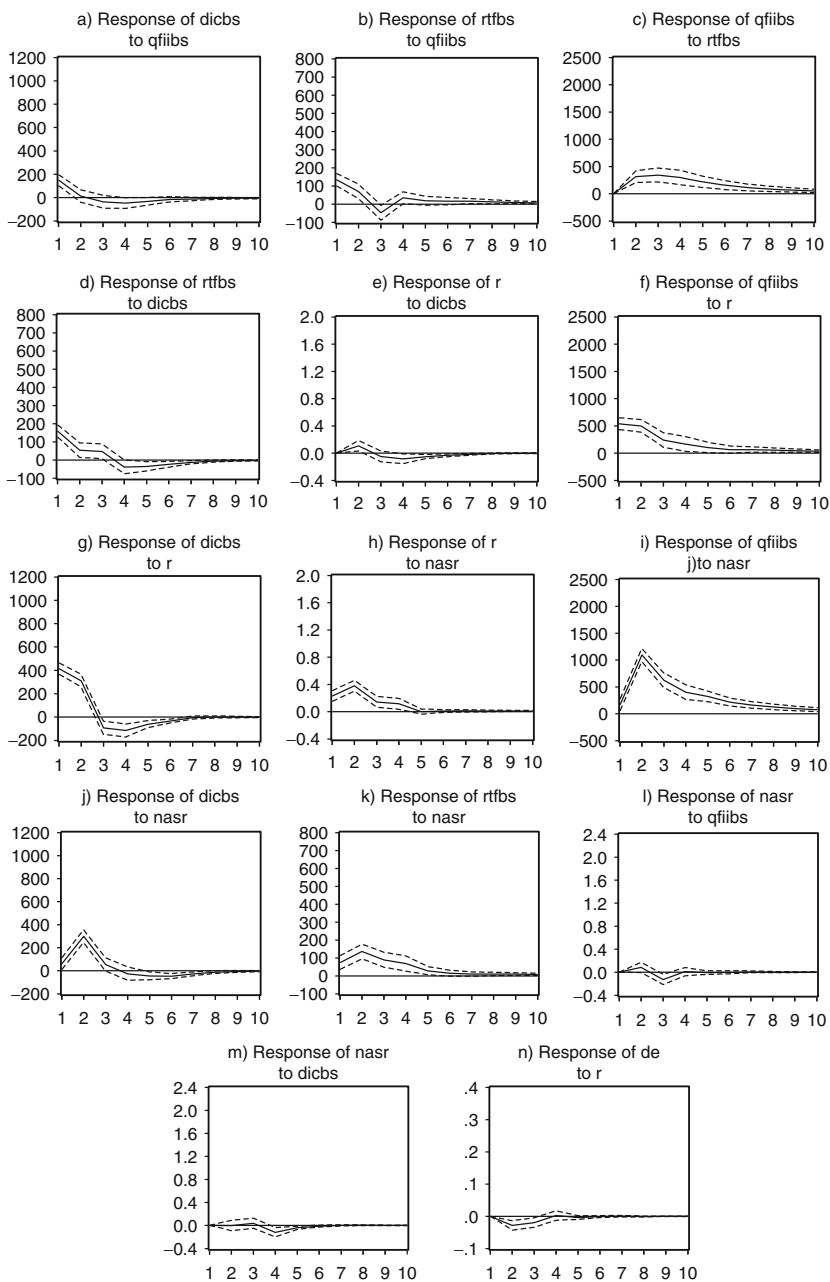 a) Response of dicbs
to qfiibs
1200
1000
800
600
400
200
0
−200
1 2 3 4 5 6 7 8 9 10
b) Response of rtfbs
to qfiibs
800
700
600
500
400
300
200
100
0
−100
1 2 3 4 5 6 7 8 9 10
c) Response of qfiibs
to rtfbs
2500
2000
1500
1000
500
0
−500
1 2 3 4 5 6 7 8 9 10
d) Response of rtfbs
to dicbs
800
700
600
500
400
300
200
100
0
−100
1 2 3 4 5 6 7 8 9 10
e) Response of r
to dicbs
2.0
1.6
1.2
0.8
0.4
0.0
−0.4
1 2 3 4 5 6 7 8 9 10
f) Response of qfiibs
to r
2500
2000
1500
1000
500
0
−500
1 2 3 4 5 6 7 8 9 10
g) Response of dicbs
to r
1200
1000
800
600
400
200
0
−200
1 2 3 4 5 6 7 8 9 10
h) Response of r
to nasr
2.0
1.6
1.2
0.8
0.4
0.0
−0.4
1 2 3 4 5 6 7 8 9 10
i) Response of qfiibs
j)to nasr
2500
2000
1500
1000
500
0
−500
1 2 3 4 5 6 7 8 9 10
j) Response of dicbs
to nasr
1200
1000
800
600
400
200
0
−200
1 2 3 4 5 6 7 8 9 10
k) Response of rtfbs
to nasr
800
700
600
500
400
300
200
100
0
−100
1 2 3 4 5 6 7 8 9 10
l) Response of nasr
to qfiibs
2.4
2.0
1.6
1.2
0.8
0.4
0.0
−0.4
1 2 3 4 5 6 7 8 9 10
m) Response of nasr
to dicbs
2.4
2.0
1.6
1.2
0.8
0.4
0.0
−0.4
1 2 3 4 5 6 7 8 9 10
n) Response of de
to r
.4
.3
.2
.1
.0
−.1
1 2 3 4 5 6 7 8 9 10